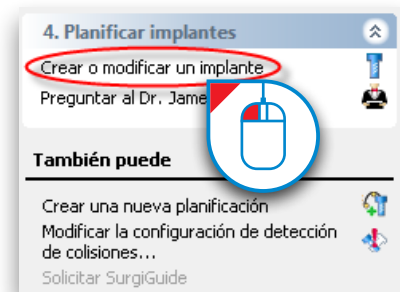 4. Planificar implantes
Crear o modificar un implante
Preguntar al Dr. Jame
También puede
Crear una nueva planificación
Modificar la configuración de detección
de colisiones...
Solicitar SurgiGuide